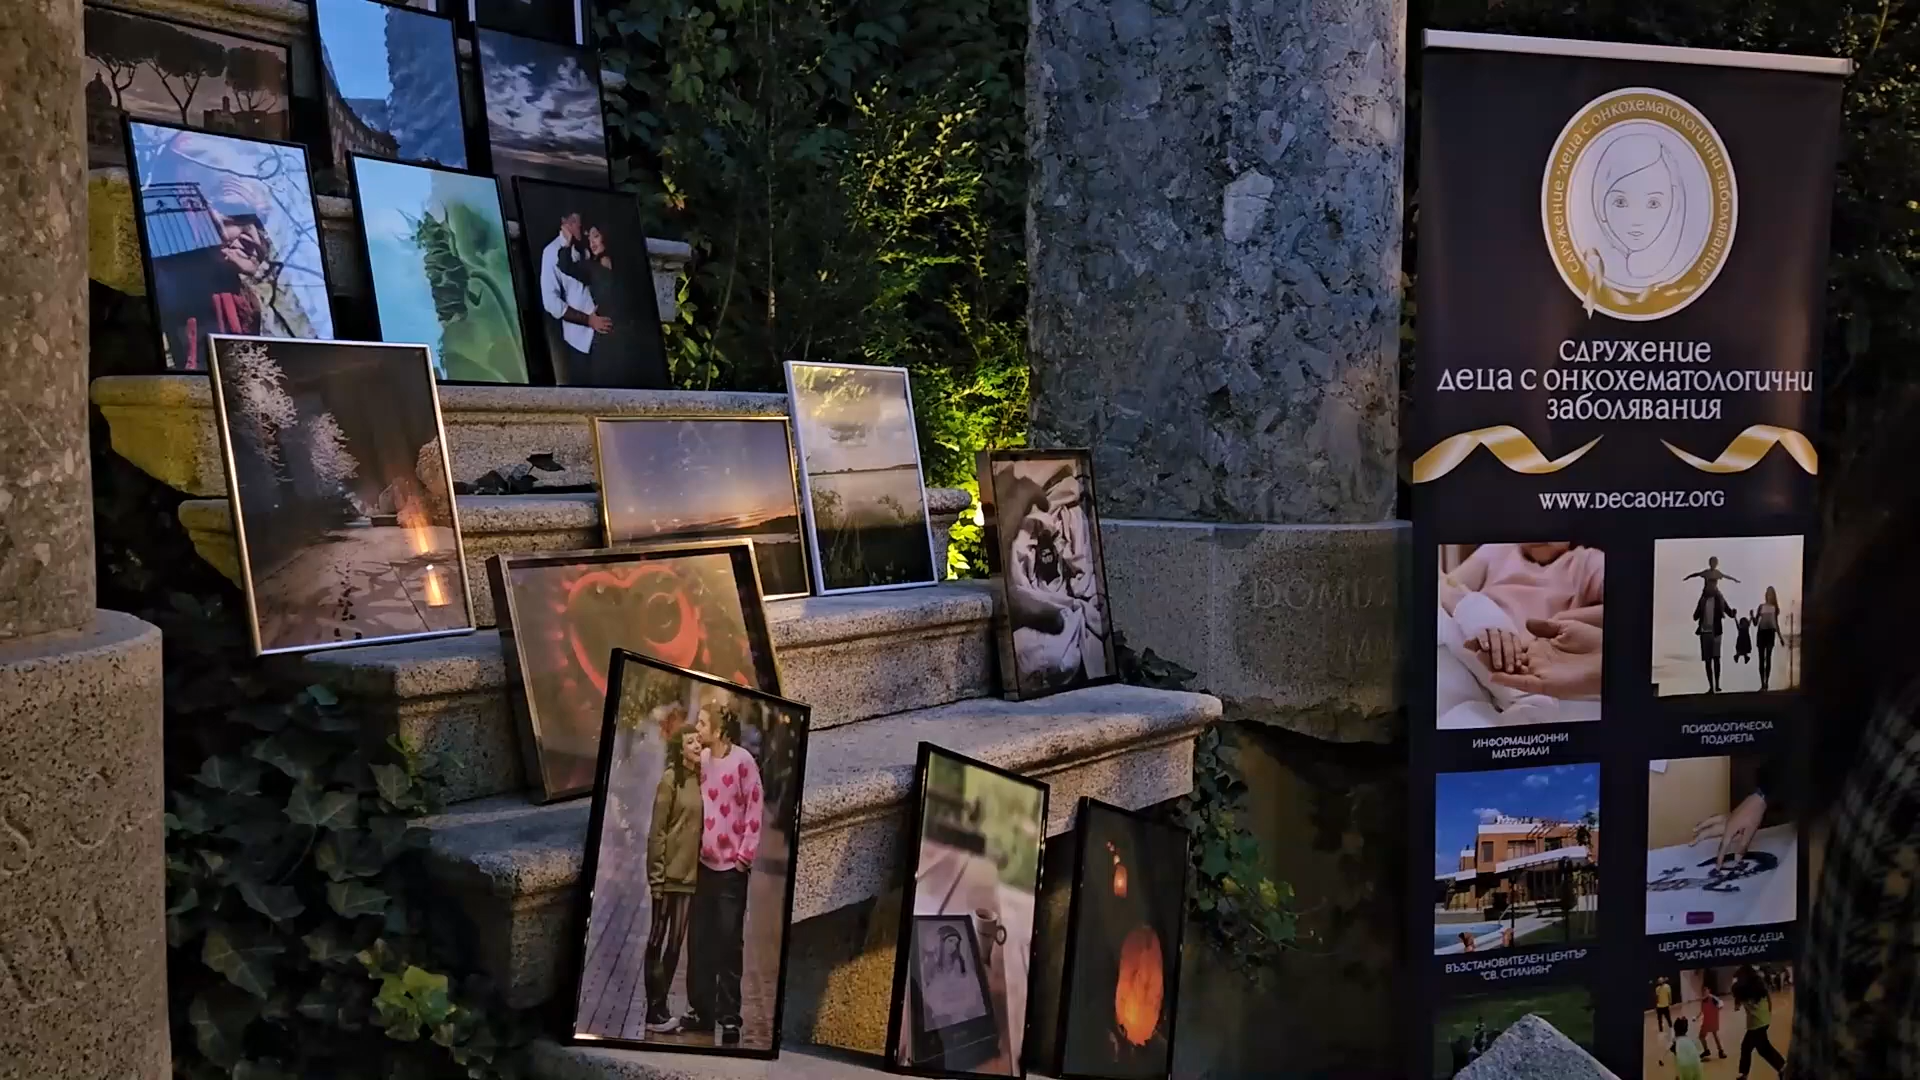 СДРУЖЕНИЕ "ДЕЦА С ОНКОХЕМАТОЛОГИЧНИ ЗАБОЛЯВАНИЯ"
СДРУЖЕНИЕ
ДЕЦА С ОНКОХЕМАТОЛОГИЧНИ
ЗАБОЛЯВАНИЯ
WWW.DECAOHZ.ORG
ИНФОРМАЦИОННИ
МАТЕРИАЛИ
ПСИХОЛОГИЧЕСКА
ПОДКРЕПА
ВЪЗСТАНОВИТЕЛЕН ЦЕНТЪР
"СВ. СТИЛИЯН"
ЦЕНТЪР ЗА РАБОТА С ДЕЦА
"ЗЛАТНА ПАНДЕЛКА"